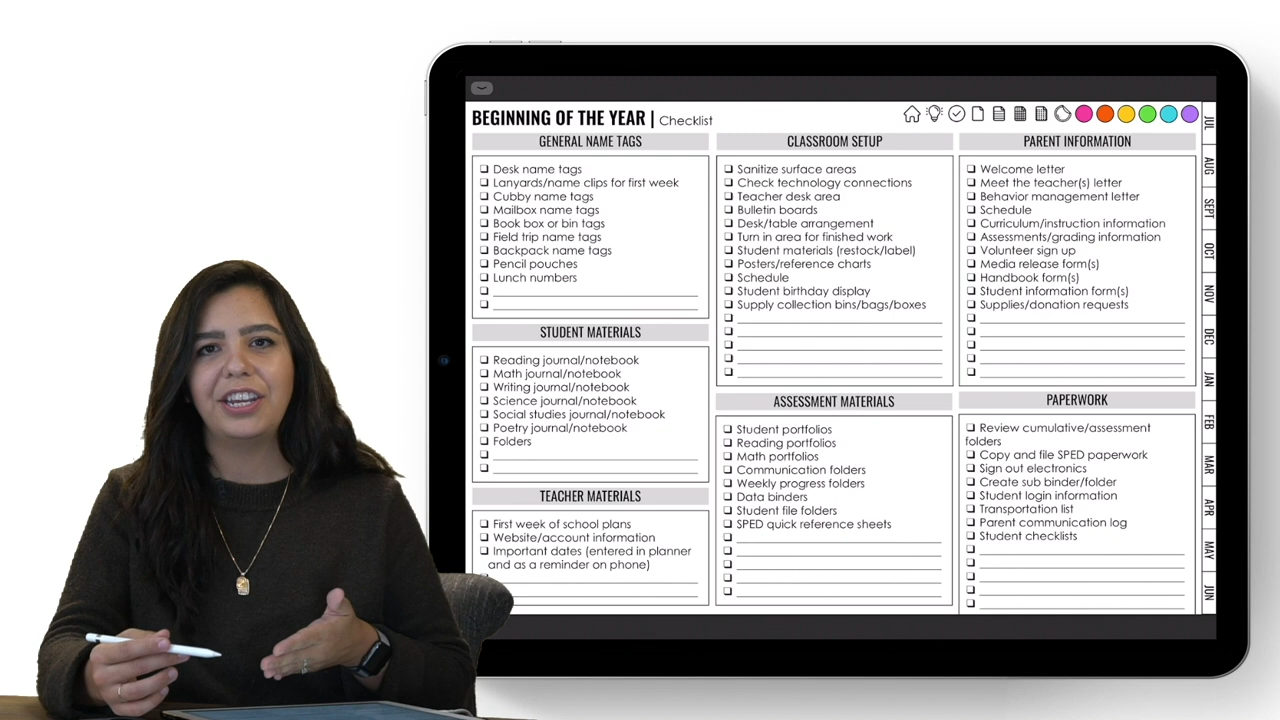 BEGINNING OF THE YEAR | Checklist
GENERAL NAME TAGS
Desk name tags
Lanyards/name clips for first week
Cubby name tags
Mailbox name tags
Book box or bin tags
Field trip name tags
Backpack name tags
Pencil pouches
Lunch numbers
STUDENT MATERIALS
Reading journal/notebook
Math journal/notebook
Writing journal/notebook
Science journal/notebook
Social studies journal/notebook
Poetry journal/notebook
Folders
TEACHER MATERIALS
First week of school plans
Website/account information
Important dates (entered in planner
and as a reminder on phone)
CLASSROOM SETUP
Sanitize surface areas
Check technology connections
Teacher desk area
Bulletin boards
Desk/table arrangement
Turn in area for finished work
Student materials (restock/label)
Posters/reference charts
Schedule
Student birthday display
Supply collection bins/bags/boxes
ASSESSMENT MATERIALS
Student portfolios
Reading portfolios
Math portfolios
Communication folders
Weekly progress folders
Data binders
Student file folders
SPED quick reference sheets
PARENT INFORMATION
Welcome letter
Meet the teacher(s) letter
Behavior management letter
Schedule
Curriculum/instruction information
Assessments/grading information
Volunteer sign up
Media release form(s)
Handbook form(s)
Student information form(s)
Supplies/donation requests
PAPERWORK
Review cumulative/assessment
folders
Copy and file SPED paperwork
Sign out electronics
Create sub binder/folder
Student login information
Transportation list
Parent communication log
Student checklists
JUL
AUG
SEPT
OCT
NOV
DEC
JAN
FEB
MAR
APR
MAY
JUN